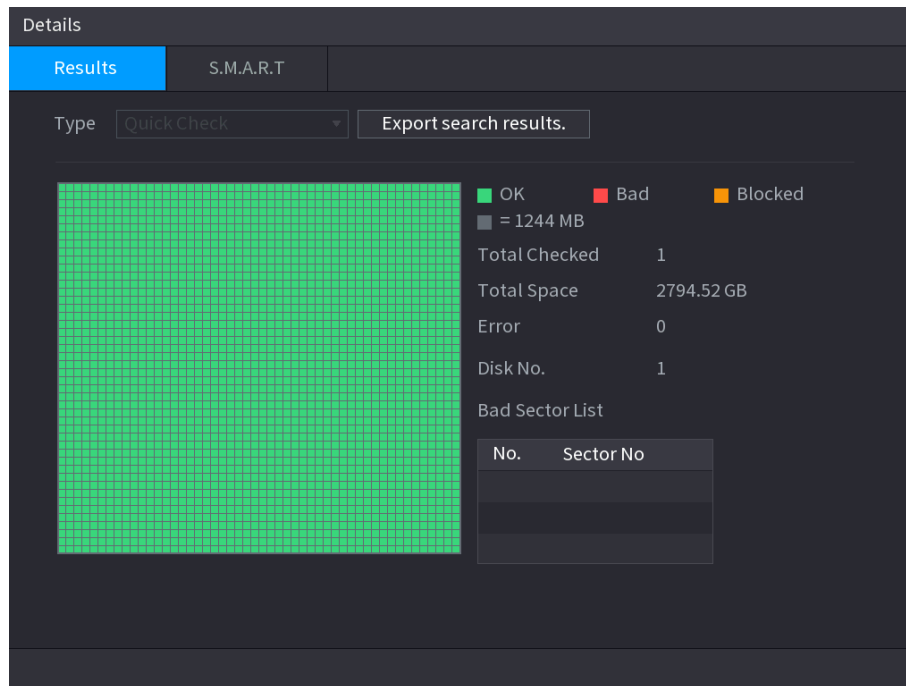 Details
Results S.M.A.R.T
Type Quick Check Export search results.
OK Bad Blocked
= 1244 MB
Total Checked 1
Total Space 2794.52 GB
Error 0
Disk No. 1
Bad Sector List
No. Sector No